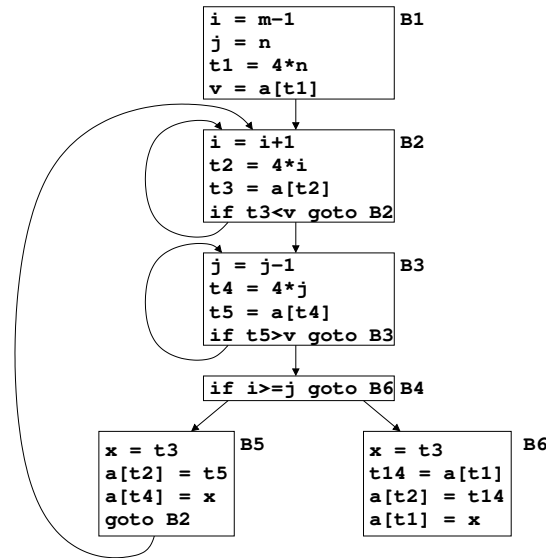 i = m-1 B1
j = n
t1 = 4*n
v = a[t1]
i = i+1 B2
t2 = 4*i
t3 = a[t2]
if t3<v goto B2
j = j-1 B3
t4 = 4*j
t5 = a[t4]
if t5>v goto B3
if i>=j goto B6 B4
x = t3 B5
a[t2] = t5
a[t4] = x
goto B2
x = t3 B6
t14 = a[t1]
a[t2] = t14
a[t1] = x